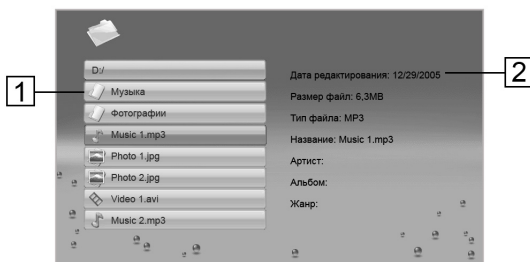 D:/
Музыка
Фотографии
Music 1.mp3
Photo 1.jpg
Photo 2.jpg
Video 1.avi
Music 2.mp3
Дата редактирования: 12/29/2005
Размер файл: 6,3MB
Тип файла: MP3
Название: Music 1.mp3
Артист:
Альбом:
Жанр:
1
2